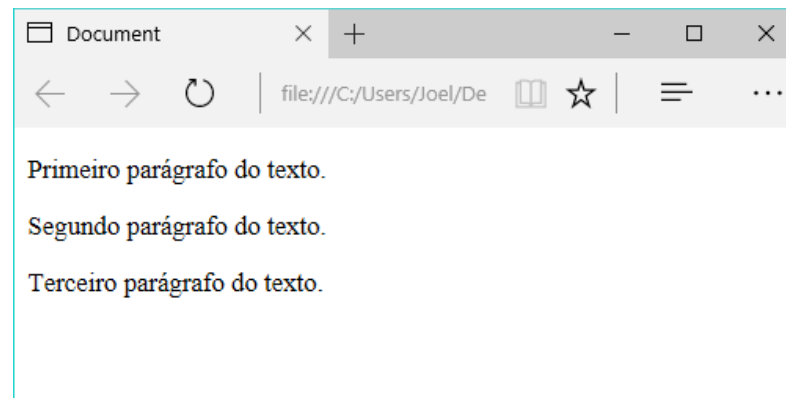 Document
file:///C:/Users/Joel/De
Primeiro parágrafo do texto.
Segundo parágrafo do texto.
Terceiro parágrafo do texto.